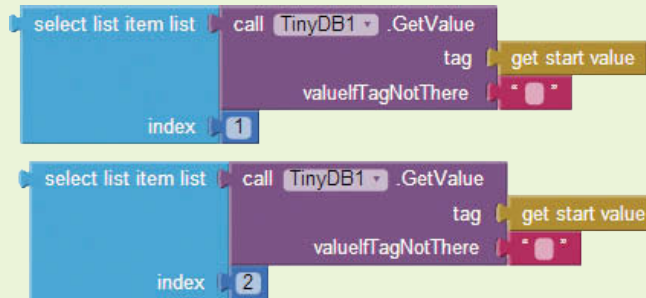 select list item list call TinyDB1 .GetValue
tag get start value
valueIfTagNotThere " "
index 1
select list item list call TinyDB1 .GetValue
tag get start value
valueIfTagNotThere " "
index 2